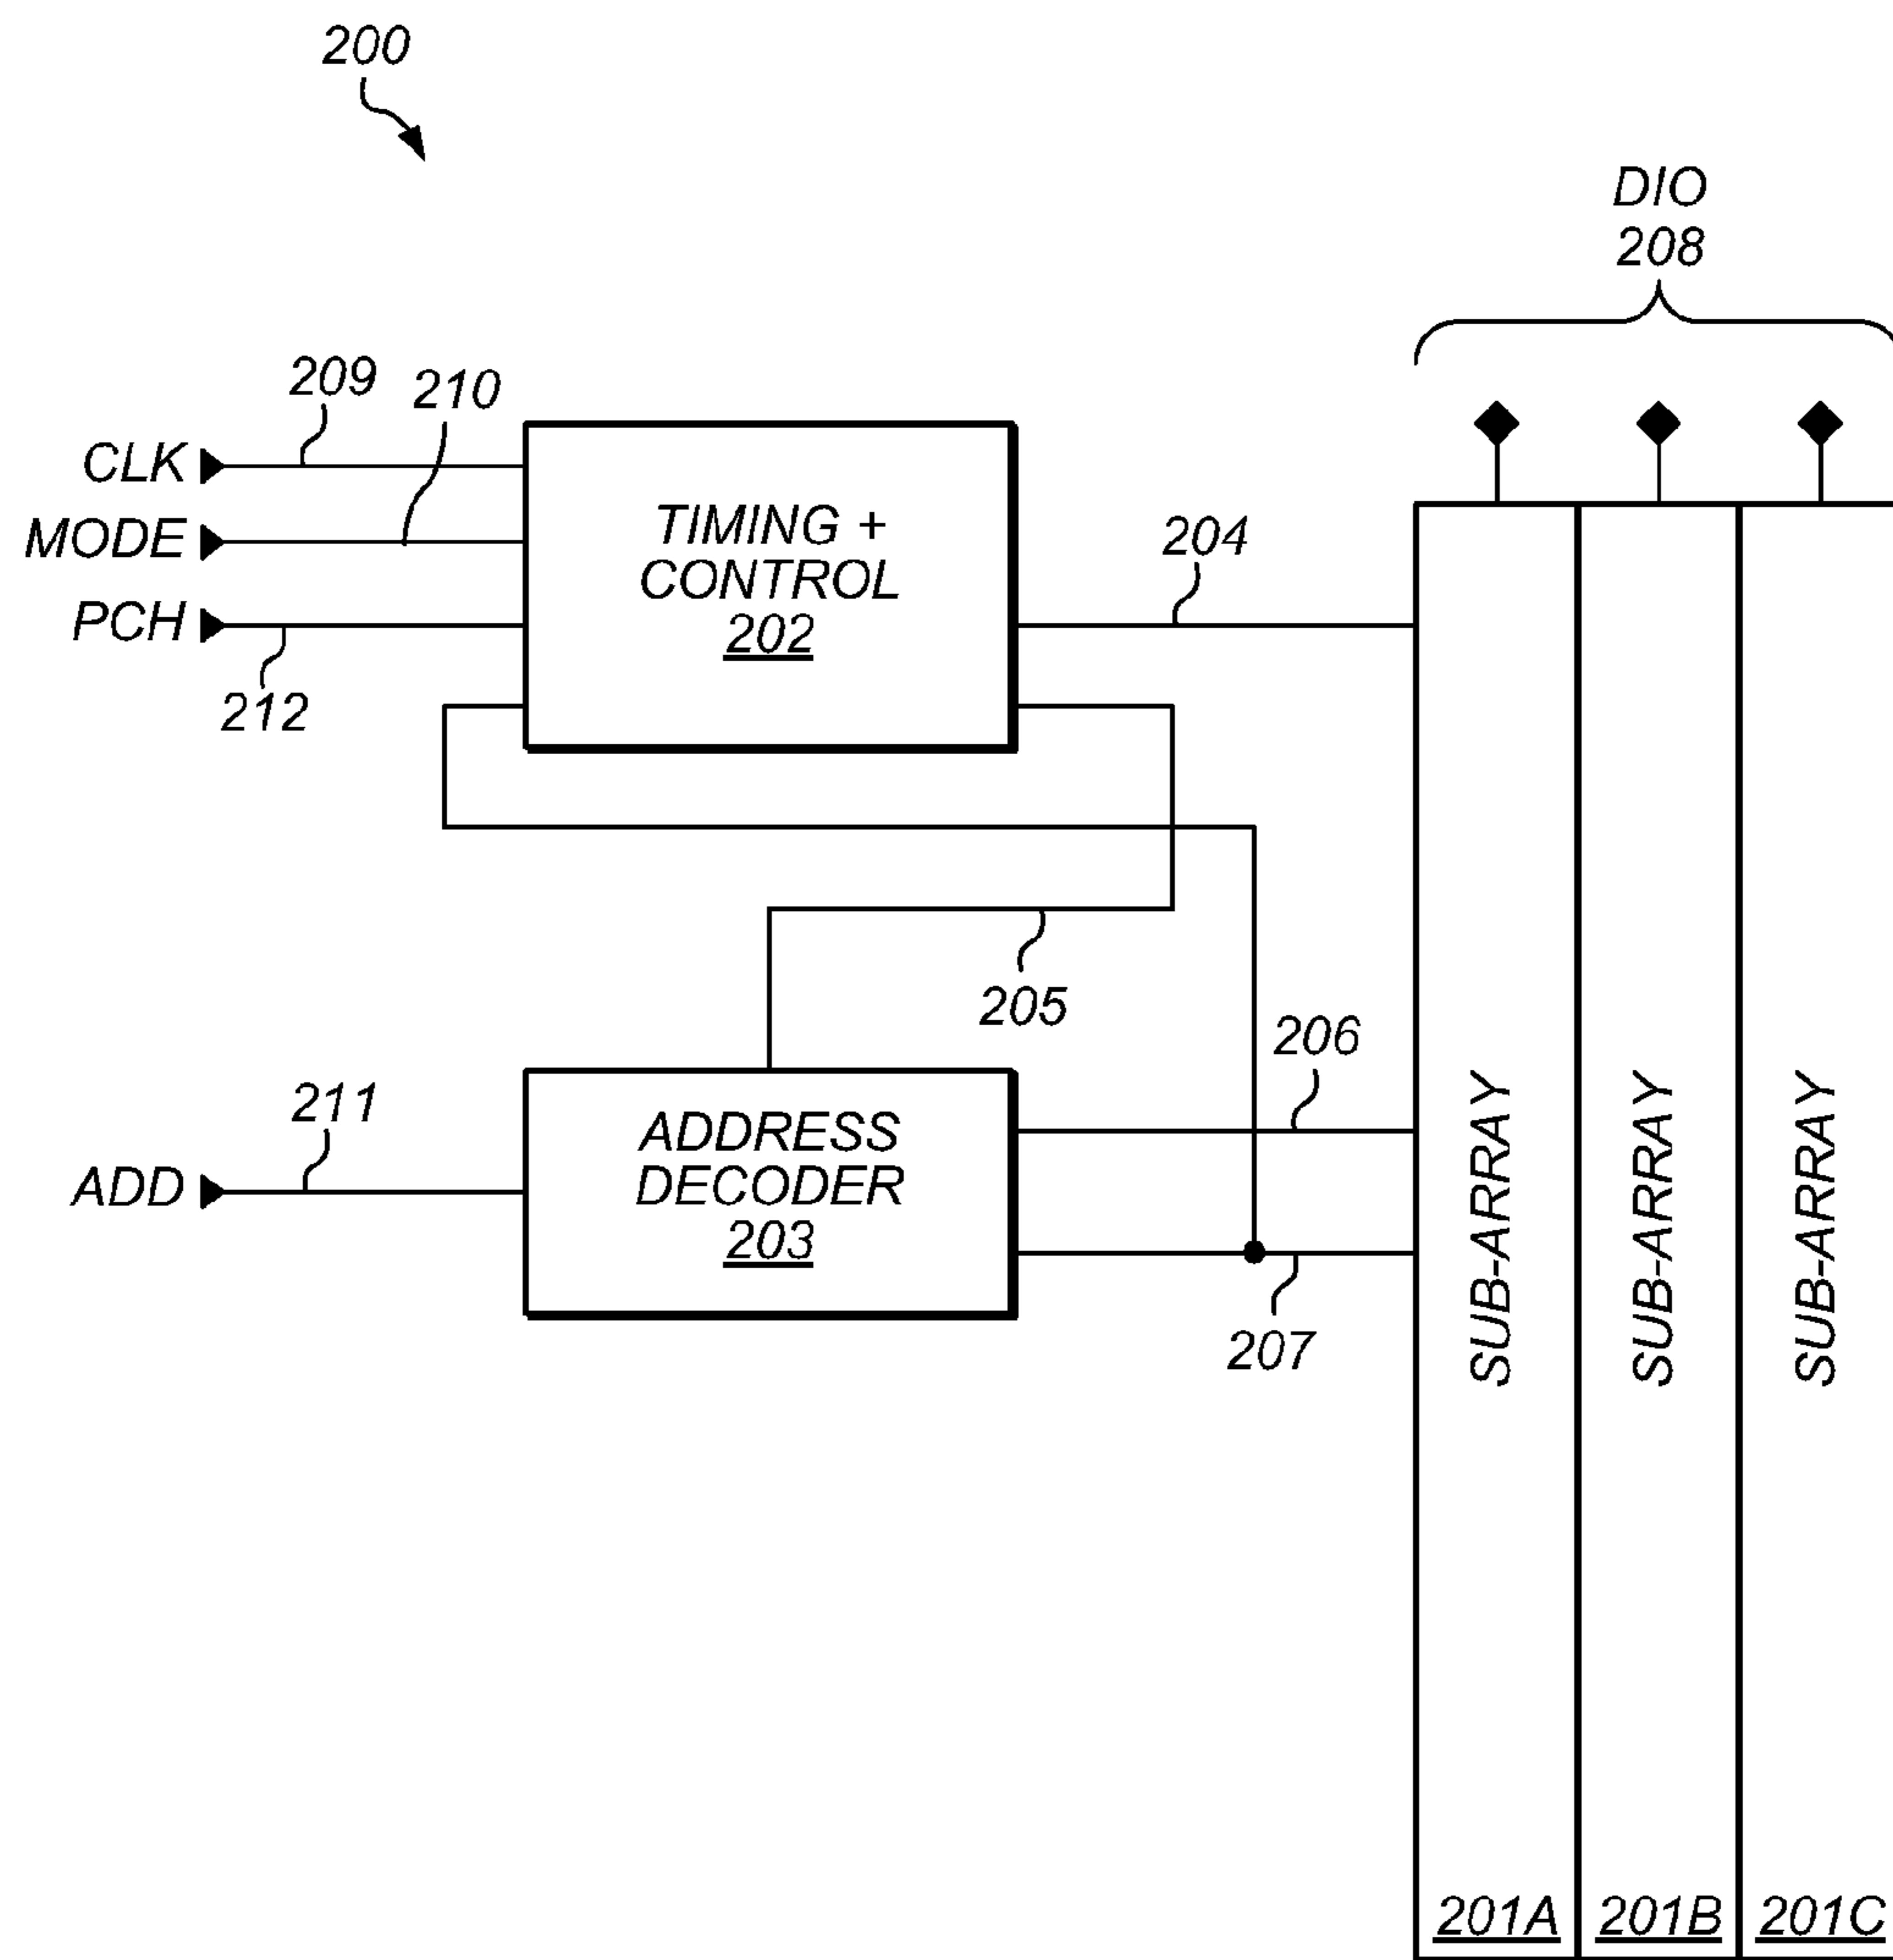 200
DIO
208
209
210
CLK
MODE
PCH
212
TIMING +
CONTROL
202
204
205
206
211
ADD
ADDRESS
DECODER
203
207
SUB-ARRAY
SUB-ARRAY
SUB-ARRAY
201A
201B
201C